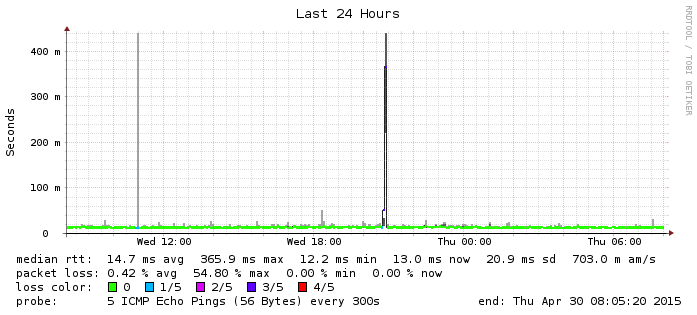 Last 24 Hours
RRDTOOL / TOBI OETIKER
Seconds
400 m
300 m
200 m
100 m
0
Wed 12:00 Wed 18:00 Thu 00:00 Thu 06:00
median rtt: 14.7 ms avg 365.9 ms max 12.2 ms min 13.0 ms now 20.9 ms sd 703.0 m am/s
packet loss: 0.42 % avg 54.80 % max 0.00 % min 0.00 % now
loss color: 0 1/5 2/5 3/5 4/5
probe: 5 ICMP Echo Pings (56 Bytes) every 300s end: Thu Apr 30 08:05:20 2015